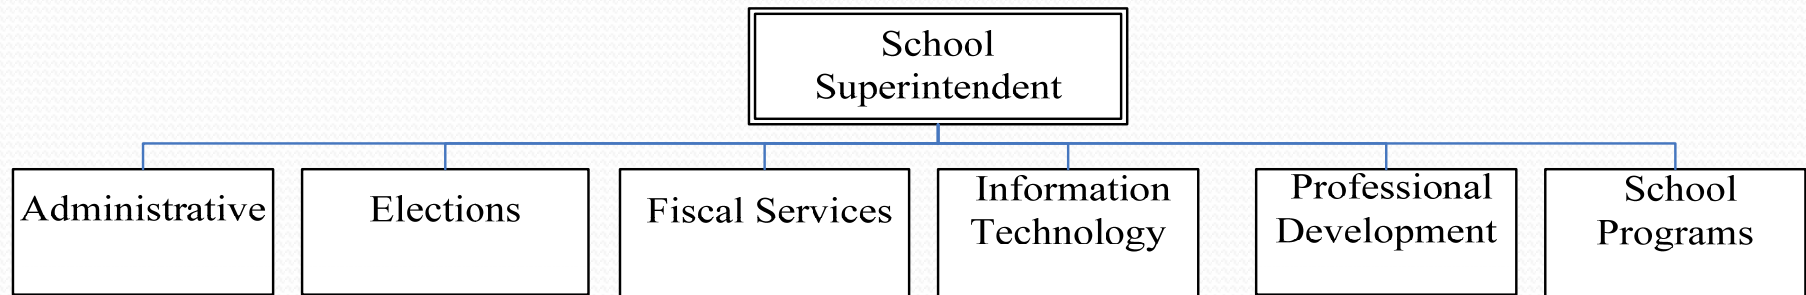 School
Superintendent
Administrative
Elections
Fiscal Services
Information
Technology
Professional
Development
School
Programs